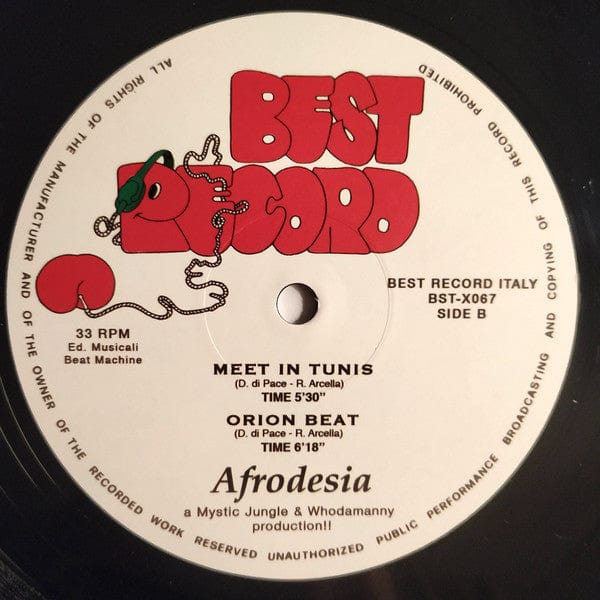 BEST
RECORD
BEST RECORD ITALY
BST-X067
SIDE B
33 RPM
Ed. Musicali
Beat Machine
MEET IN TUNIS
(D. di Pace - R. Arcella)
TIME 5'30"
ORION BEAT
(D. di Pace - R. Arcella)
TIME 6'18"
Afrodesia
a Mystic Jungle & Whodamanny
production!!
ALL RIGHTS OF THE MANUFACTURER AND OF THE OWNER OF THE RECORDED WORK RESERVED UNAUTHORIZED PUBLIC PERFORMANCE BROADCASTING AND COPYING OF THIS RECORD PROHIBITED